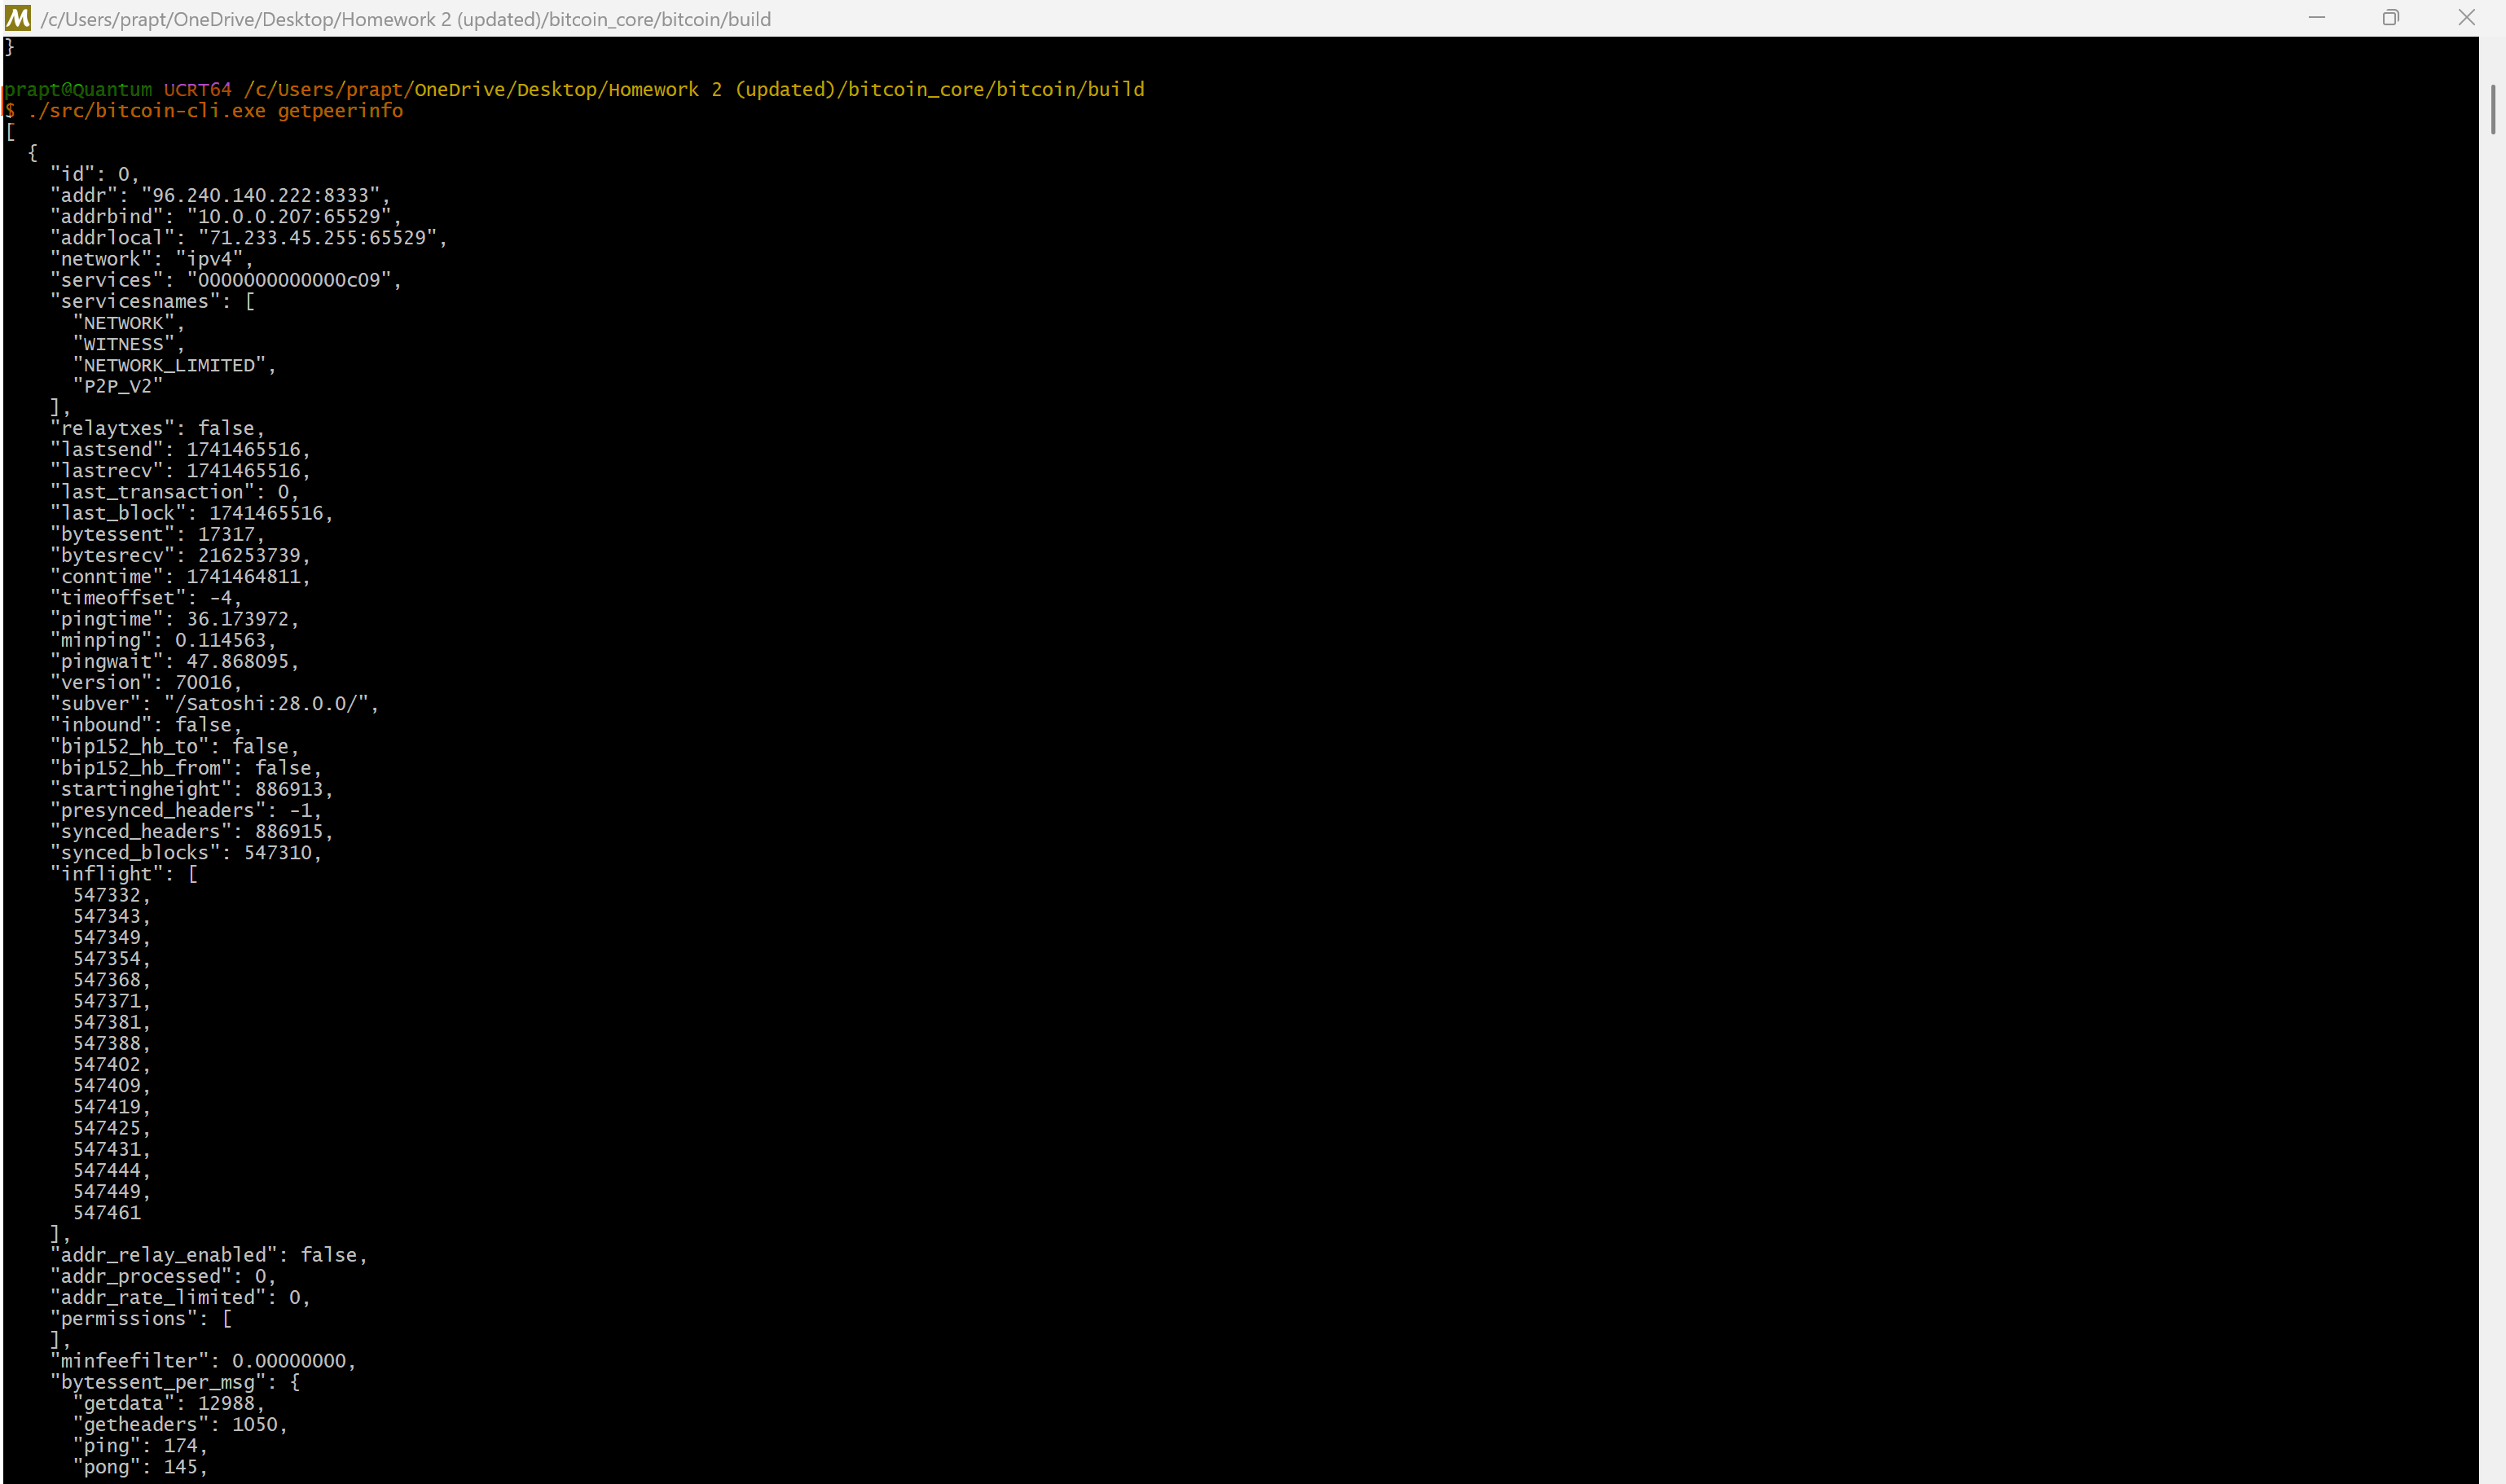 M /c/Users/prapt/OneDrive/Desktop/Homework 2 (updated)/bitcoin_core/bitcoin/build
}
prapt@Quantum UCRT64 /c/Users/prapt/OneDrive/Desktop/Homework 2 (updated)/bitcoin_core/bitcoin/build
$ ./src/bitcoin-cli.exe getpeerinfo
[
  {
    "id": 0,
    "addr": "96.240.140.222:8333",
    "addrbind": "10.0.0.207:65529",
    "addrlocal": "71.233.45.255:65529",
    "network": "ipv4",
    "services": "0000000000000c09",
    "servicesnames": [
      "NETWORK",
      "WITNESS",
      "NETWORK_LIMITED",
      "P2P_V2"
    ],
    "relaytxes": false,
    "lastsend": 1741465516,
    "lastrecv": 1741465516,
    "last_transaction": 0,
    "last_block": 1741465516,
    "bytessent": 17317,
    "bytesrecv": 216253739,
    "conntime": 1741464811,
    "timeoffset": -4,
    "pingtime": 36.173972,
    "minping": 0.114563,
    "pingwait": 47.868095,
    "version": 70016,
    "subver": "/Satoshi:28.0.0/",
    "inbound": false,
    "bip152_hb_to": false,
    "bip152_hb_from": false,
    "startingheight": 886913,
    "presynced_headers": -1,
    "synced_headers": 886915,
    "synced_blocks": 547310,
    "inflight": [
      547332,
      547343,
      547349,
      547354,
      547368,
      547371,
      547381,
      547388,
      547402,
      547409,
      547419,
      547425,
      547431,
      547444,
      547449,
      547461
    ],
    "addr_relay_enabled": false,
    "addr_processed": 0,
    "addr_rate_limited": 0,
    "permissions": [
    ],
    "minfeefilter": 0.00000000,
    "bytessent_per_msg": {
      "getdata": 12988,
      "getheaders": 1050,
      "ping": 174,
      "pong": 145,